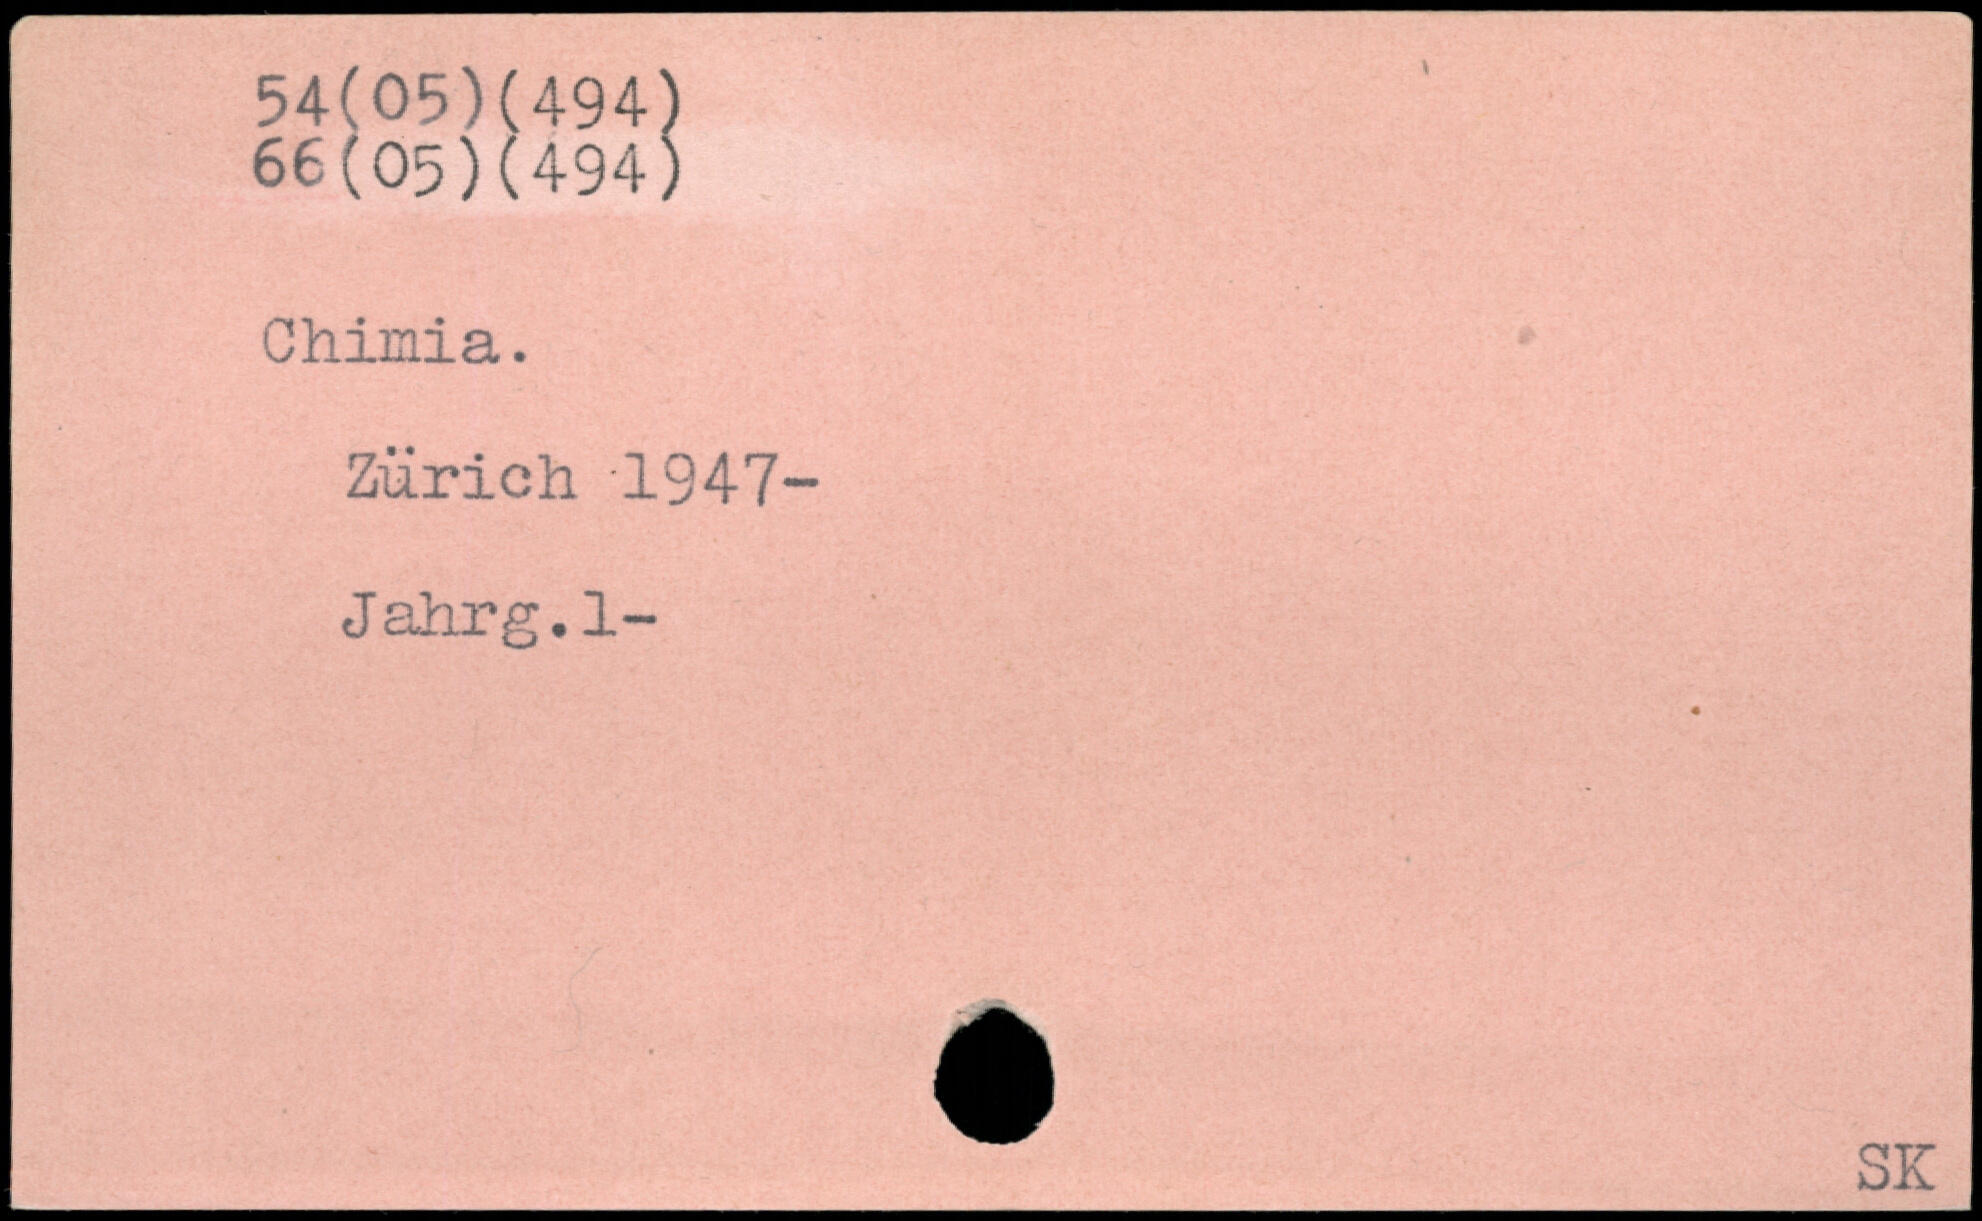 54(05)(494)
66(05)(494)
Chimia.
Zürich 1947-
Jahrg.1-
SK